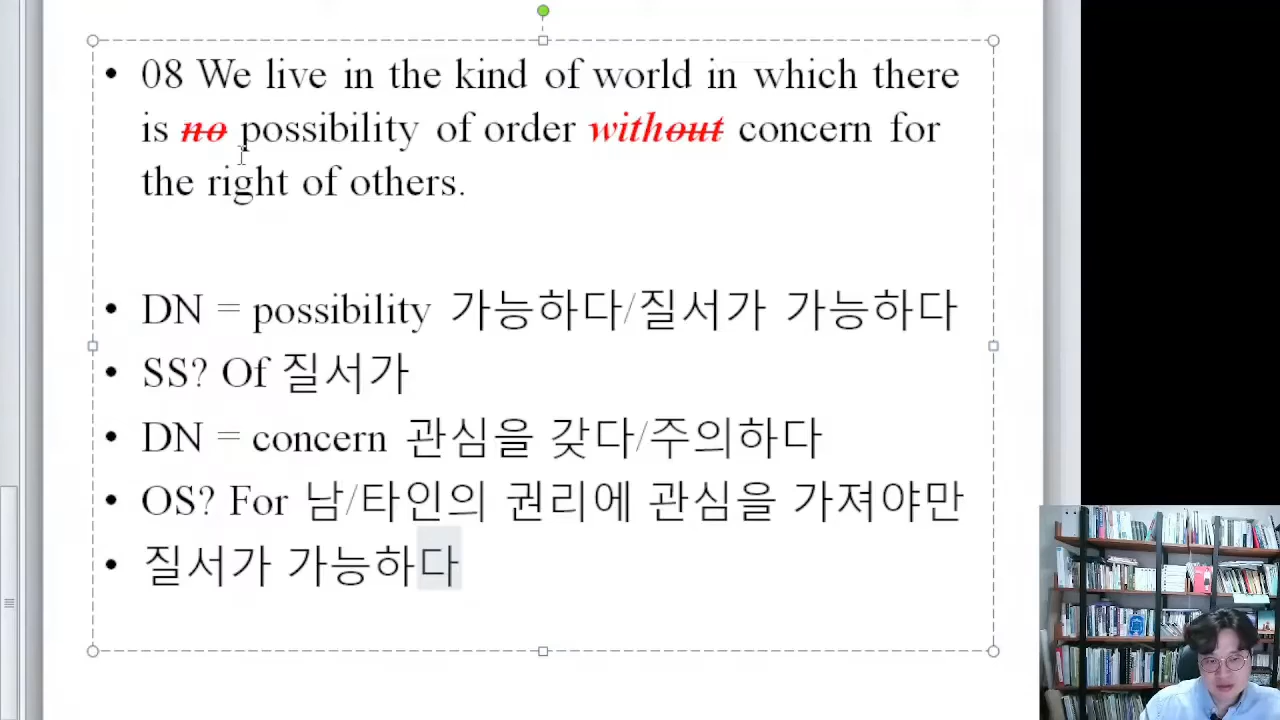 • 08 We live in the kind of world in which there
is no possibility of order without concern for
the right of others.
• DN = possibility 가능하다/질서가 가능하다
• SS? Of 질서가
• DN = concern 관심을 갖다/주의하다
• OS? For 남/타인의 권리에 관심을 가져야만
• 질서가 가능하다